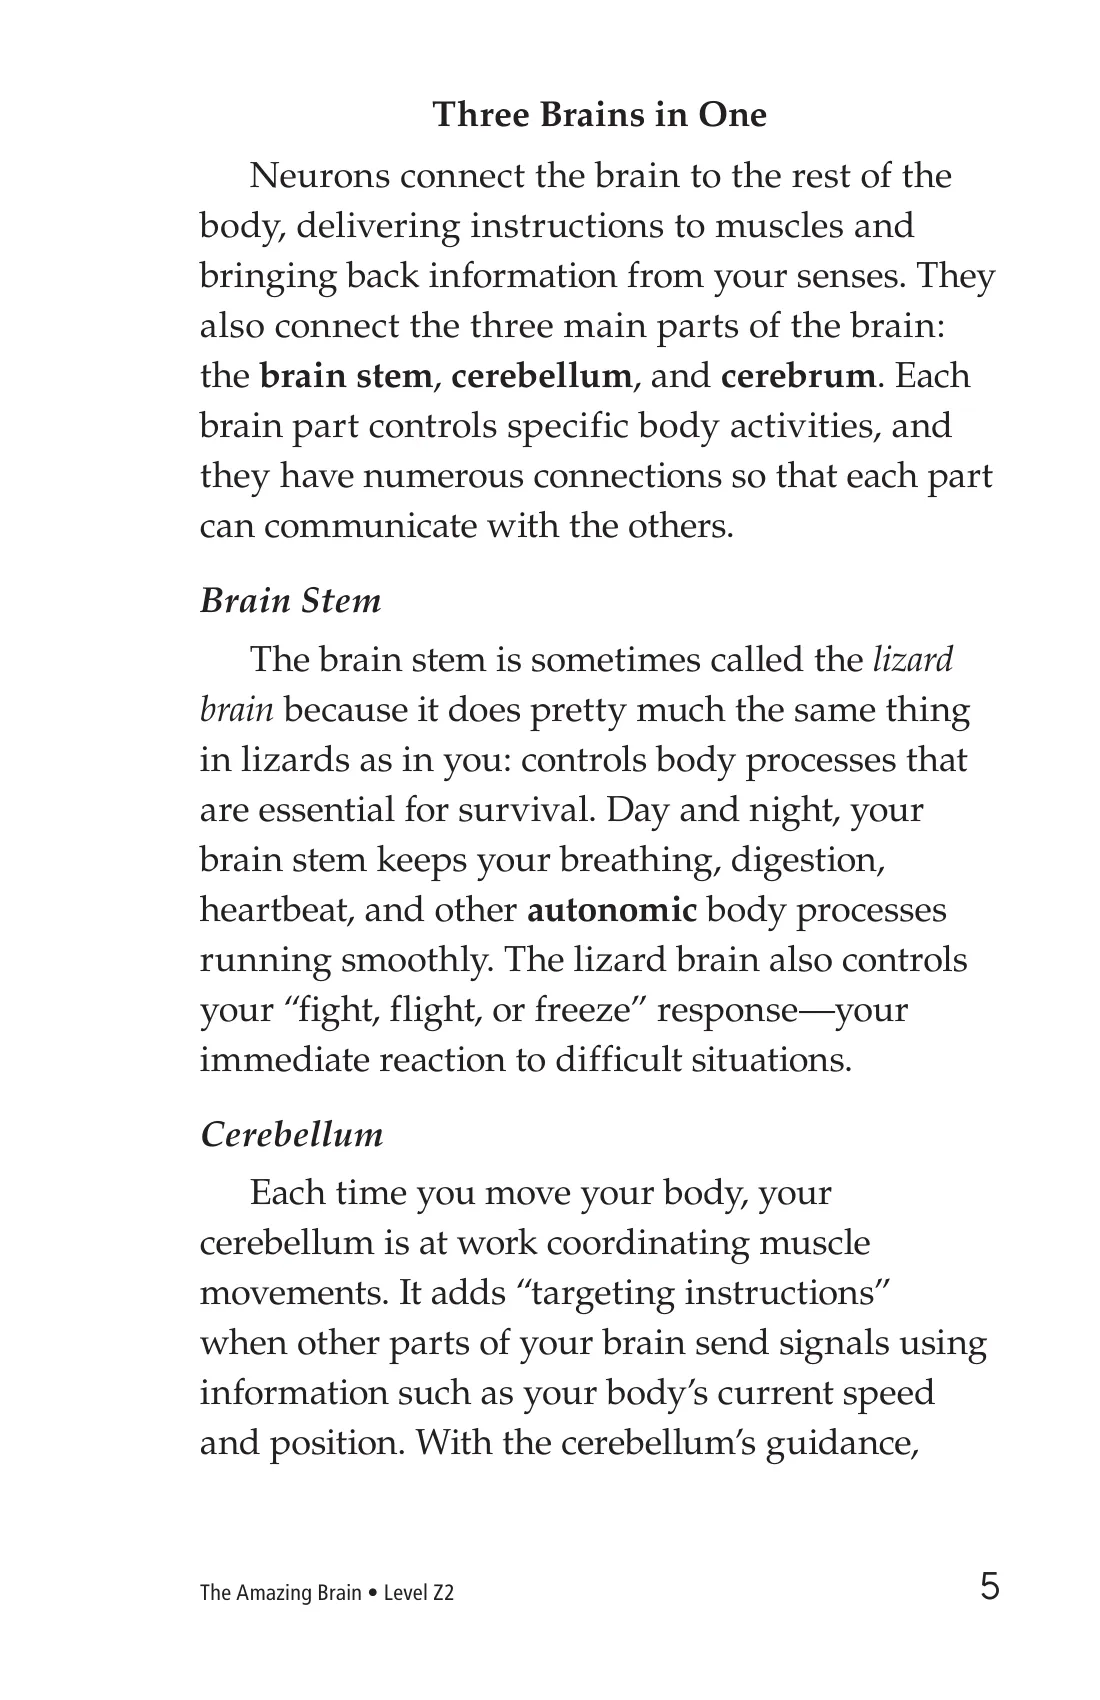 Three Brains in One
Neurons connect the brain to the rest of the
body, delivering instructions to muscles and
bringing back information from your senses. They
also connect the three main parts of the brain:
the brain stem, cerebellum, and cerebrum. Each
brain part controls specific body activities, and
they have numerous connections so that each part
can communicate with the others.
Brain Stem
The brain stem is sometimes called the lizard
brain because it does pretty much the same thing
in lizards as in you: controls body processes that
are essential for survival. Day and night, your
brain stem keeps your breathing, digestion,
heartbeat, and other autonomic body processes
running smoothly. The lizard brain also controls
your “fight, flight, or freeze” response—your
immediate reaction to difficult situations.
Cerebellum
Each time you move your body, your
cerebellum is at work coordinating muscle
movements. It adds “targeting instructions”
when other parts of your brain send signals using
information such as your body’s current speed
and position. With the cerebellum’s guidance,
The Amazing Brain • Level Z2
5